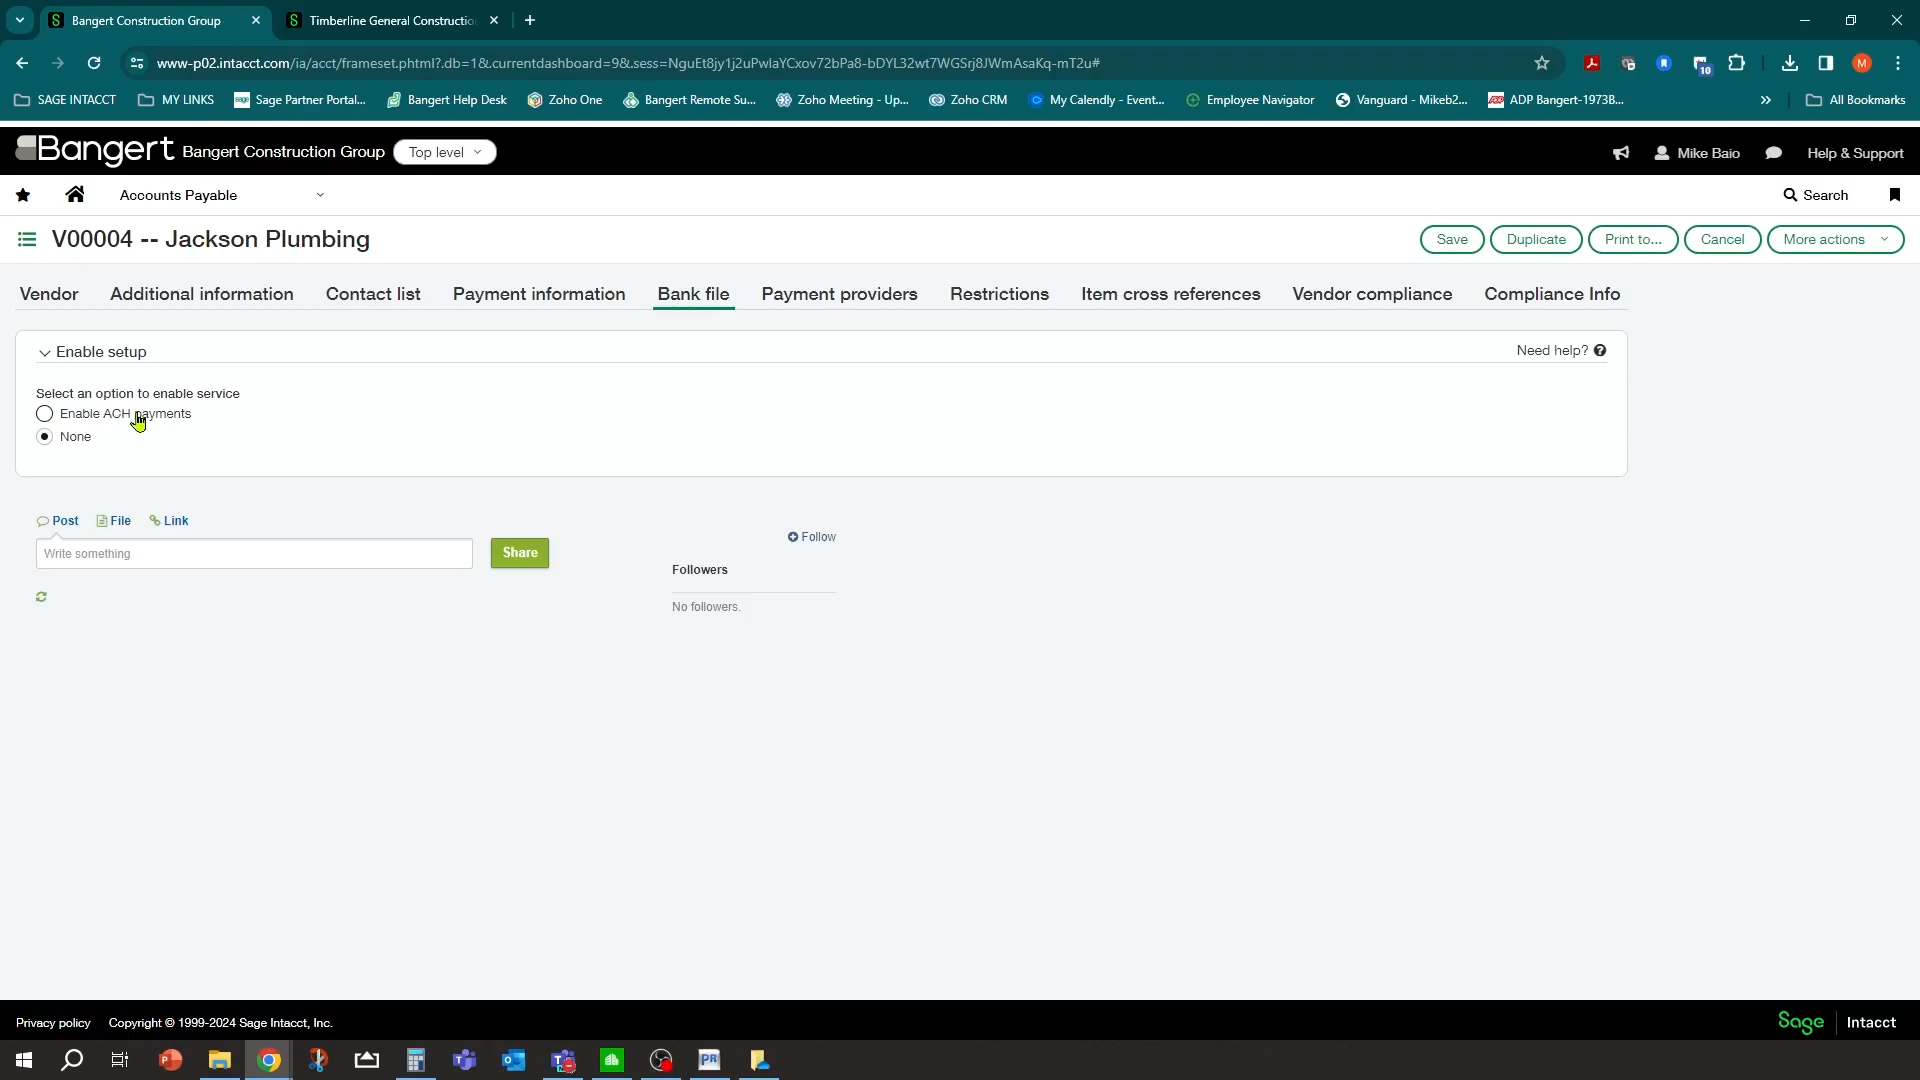 Bangert Construction Group
Timberline General Constructio
www-p02.intacct.com/ia/acct/frameset.phtml?.db=1&.currentdashboard=9&.sess=NguEt8jy1j2uPwIaYCxov72bPa8-bDYL32wt7WGSrj8JWmAsaKq-mT2u#
10
M
SAGE INTACCT
MY LINKS
Sage Partner Portal...
Bangert Help Desk
Zoho One
Bangert Remote Su...
Zoho Meeting - Up...
Zoho CRM
My Calendly - Event...
Employee Navigator
Vanguard - Mikeb2...
ADP Bangert-1973B...
All Bookmarks
Bangert Bangert Construction Group Top level
Mike Baio
Help & Support
Accounts Payable
Search
V00004 -- Jackson Plumbing
Save
Duplicate
Print to...
Cancel
More actions
Vendor
Additional information
Contact list
Payment information
Bank file
Payment providers
Restrictions
Item cross references
Vendor compliance
Compliance Info
Enable setup
Need help?
Select an option to enable service
Enable ACH payments
None
Post
File
Link
Write something
Share
Follow
Followers
No followers.
Privacy policy
Copyright © 1999-2024 Sage Intacct, Inc.
Sage Intacct